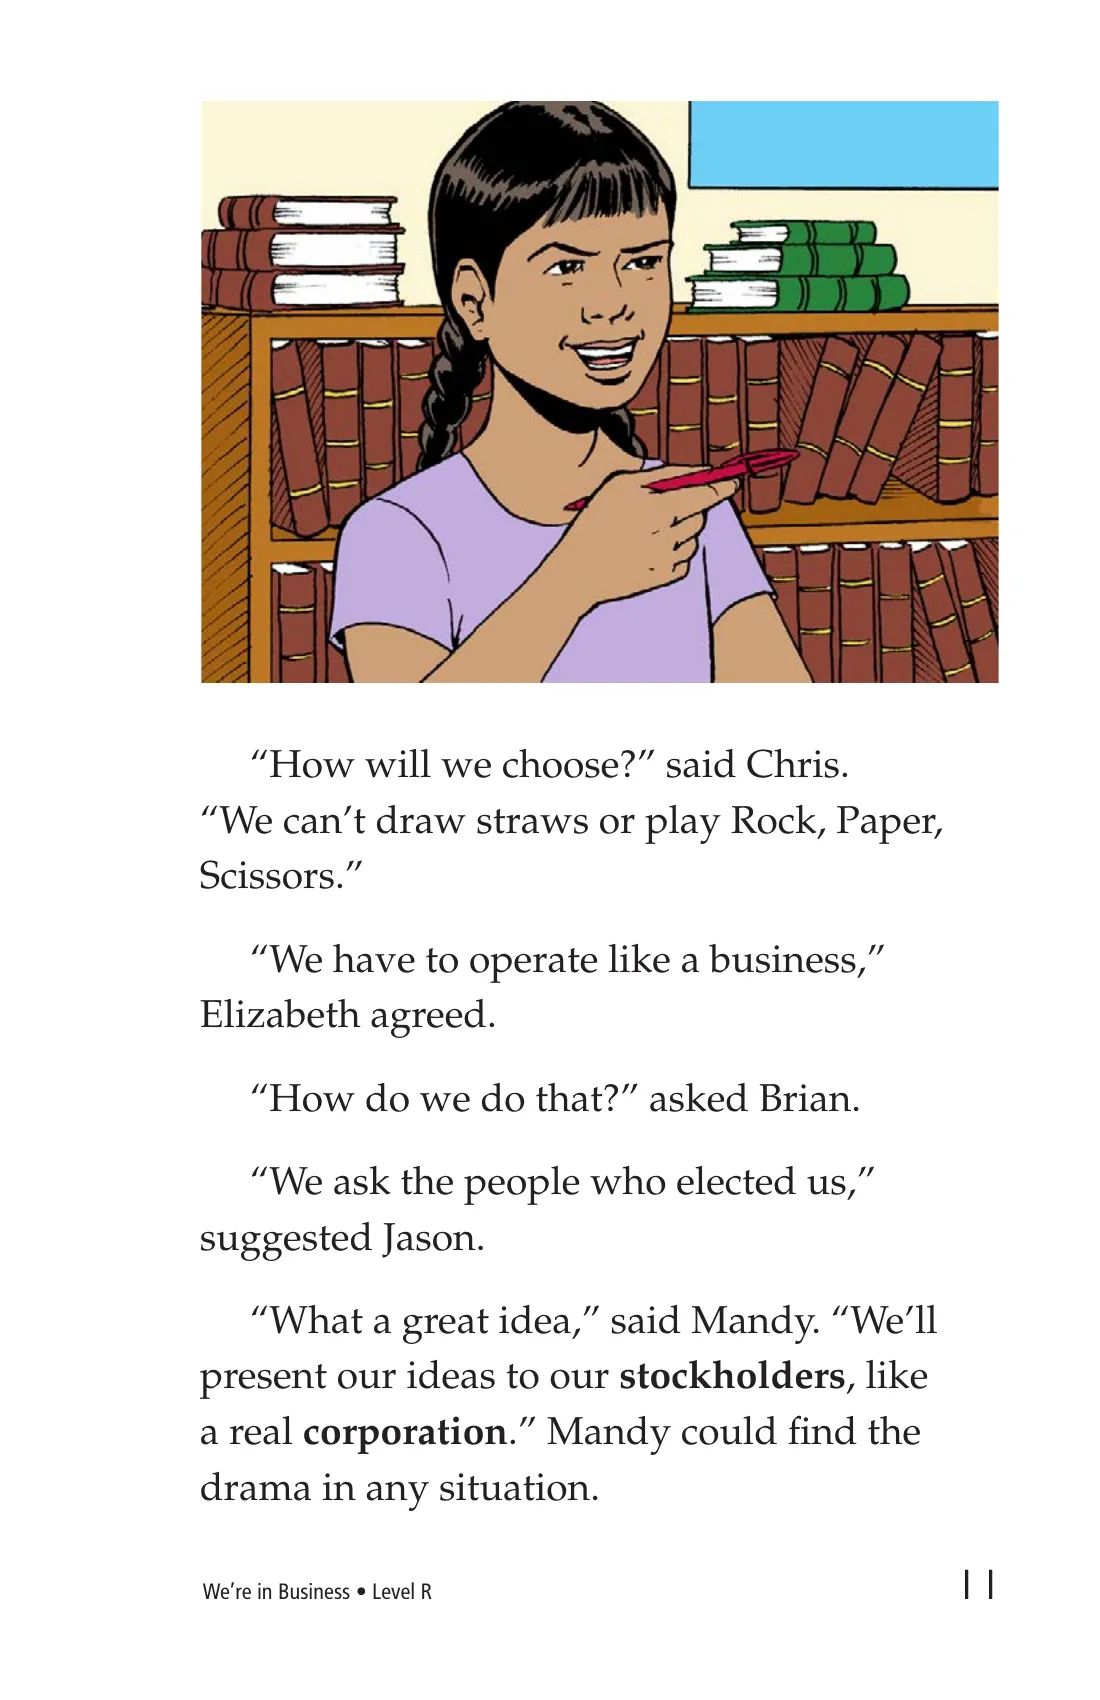 “How will we choose?” said Chris.
“We can’t draw straws or play Rock, Paper,
Scissors.”
“We have to operate like a business,”
Elizabeth agreed.
“How do we do that?” asked Brian.
“We ask the people who elected us,”
suggested Jason.
“What a great idea,” said Mandy. “We’ll
present our ideas to our stockholders, like
a real corporation.” Mandy could find the
drama in any situation.
We’re in Business • Level R
11